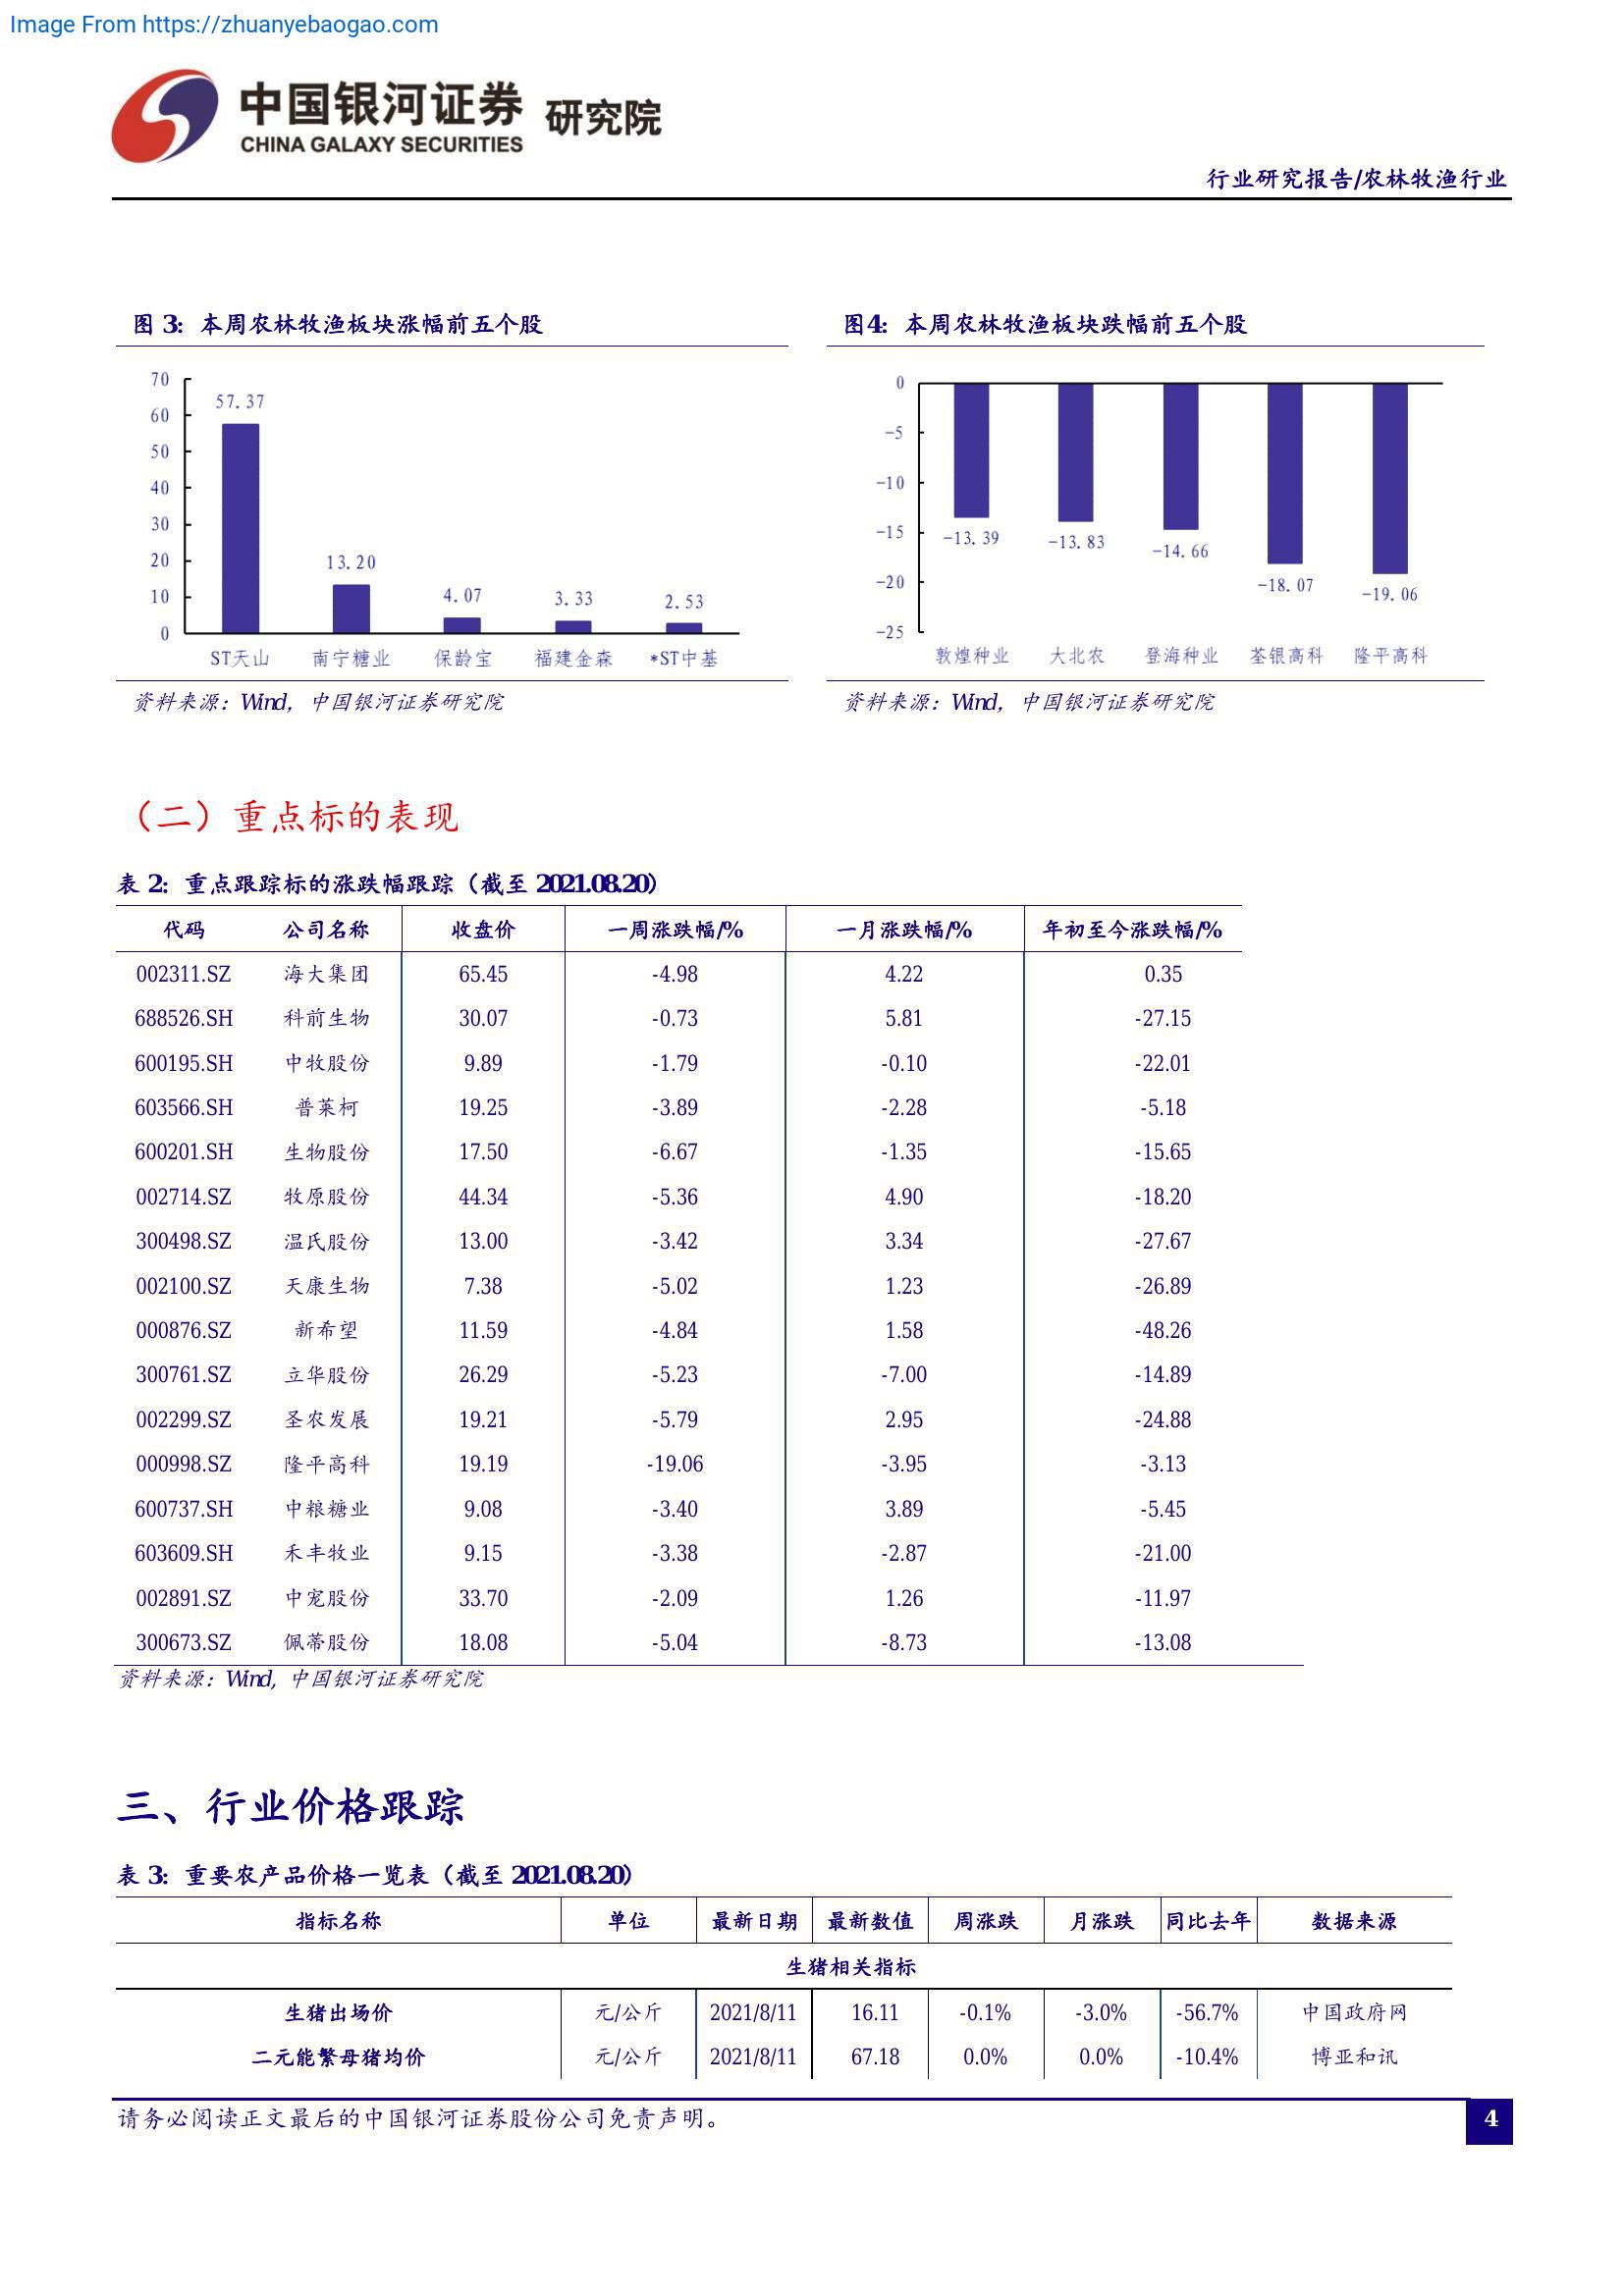 Image From https://zhuanyebaogao.com
中国银河证券 研究院
CHINA GALAXY SECURITIES
行业研究报告/农林牧渔行业
图 3: 本周农林牧渔板块涨幅前五个股
70
60
50
40
30
20
10
0
57.37
13.20
4.07
3.33
2.53
ST天山 南宁糖业 保龄宝 福建金森 *ST中基
资料来源: Wind, 中国银河证券研究院
图4: 本周农林牧渔板块跌幅前五个股
0
-5
-10
-15
-20
-25
-13.39
-13.83
-14.66
-18.07
-19.06
敦煌种业 大北农 登海种业 荃银高科 隆平高科
资料来源: Wind, 中国银河证券研究院
（二）重点标的表现
表 2: 重点跟踪标的涨跌幅跟踪（截至 2021.08.20）
代码 公司名称 收盘价 一周涨跌幅/% 一月涨跌幅/% 年初至今涨跌幅/%
002311.SZ 海大集团 65.45 -4.98 4.22 0.35
688526.SH 科前生物 30.07 -0.73 5.81 -27.15
600195.SH 中牧股份 9.89 -1.79 -0.10 -22.01
603566.SH 普莱柯 19.25 -3.89 -2.28 -5.18
600201.SH 生物股份 17.50 -6.67 -1.35 -15.65
002714.SZ 牧原股份 44.34 -5.36 4.90 -18.20
300498.SZ 温氏股份 13.00 -3.42 3.34 -27.67
002100.SZ 天康生物 7.38 -5.02 1.23 -26.89
000876.SZ 新希望 11.59 -4.84 1.58 -48.26
300761.SZ 立华股份 26.29 -5.23 -7.00 -14.89
002299.SZ 圣农发展 19.21 -5.79 2.95 -24.88
000998.SZ 隆平高科 19.19 -19.06 -3.95 -3.13
600737.SH 中粮糖业 9.08 -3.40 3.89 -5.45
603609.SH 禾丰牧业 9.15 -3.38 -2.87 -21.00
002891.SZ 中宠股份 33.70 -2.09 1.26 -11.97
300673.SZ 佩蒂股份 18.08 -5.04 -8.73 -13.08
资料来源: Wind, 中国银河证券研究院
三、行业价格跟踪
表 3: 重要农产品价格一览表（截至 2021.08.20）
指标名称 单位 最新日期 最新数值 周涨跌 月涨跌 同比去年 数据来源
生猪相关指标
生猪出场价 元/公斤 2021/8/11 16.11 -0.1% -3.0% -56.7% 中国政府网
二元能繁母猪均价 元/公斤 2021/8/11 67.18 0.0% 0.0% -10.4% 博亚和讯
请务必阅读正文最后的中国银河证券股份公司免责声明。
4